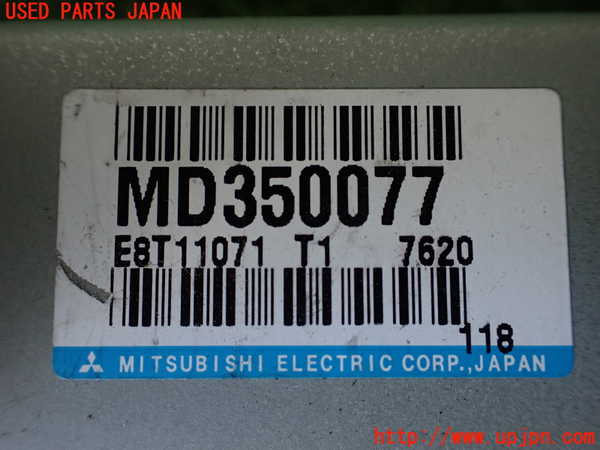 USED PARTS JAPAN
MD350077
E8T11071 T1 7620
118
MITSUBISHI ELECTRIC CORP.,JAPAN
http://www.upjpn.com